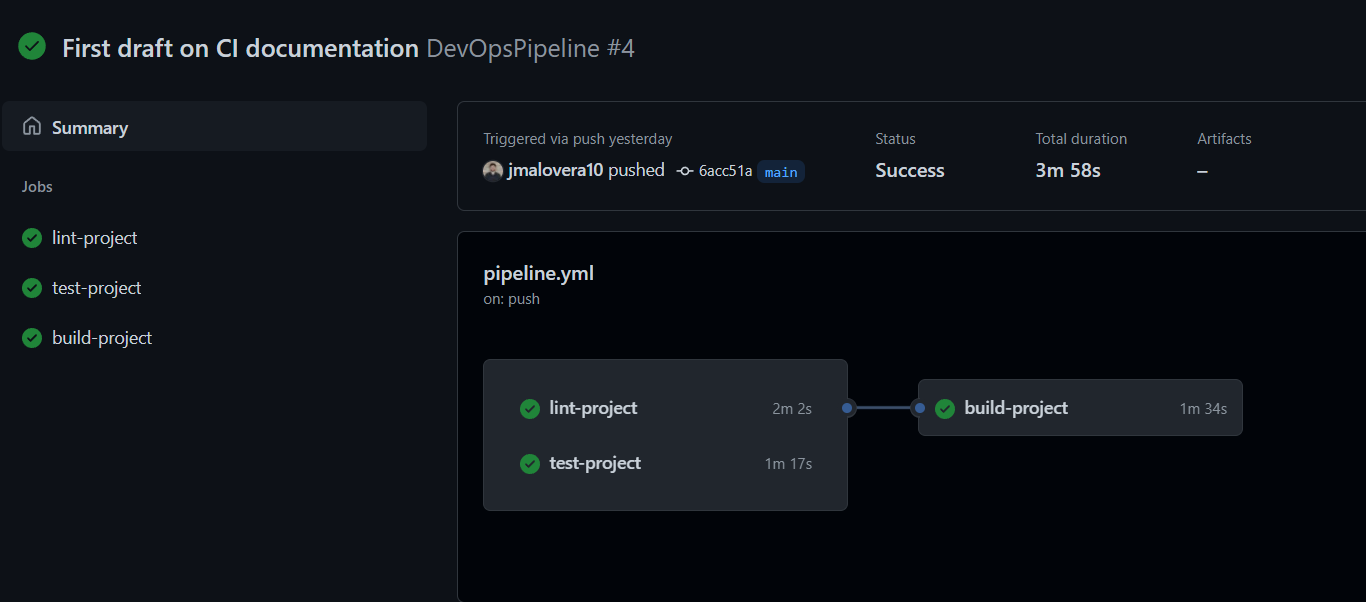 First draft on CI documentation DevOpsPipeline #4
Summary
Jobs
lint-project
test-project
build-project
Triggered via push yesterday
jmalovera10 pushed 6acc51a main
Status
Success
Total duration
3m 58s
Artifacts
–
pipeline.yml
on: push
lint-project 2m 2s
test-project 1m 17s
build-project 1m 34s